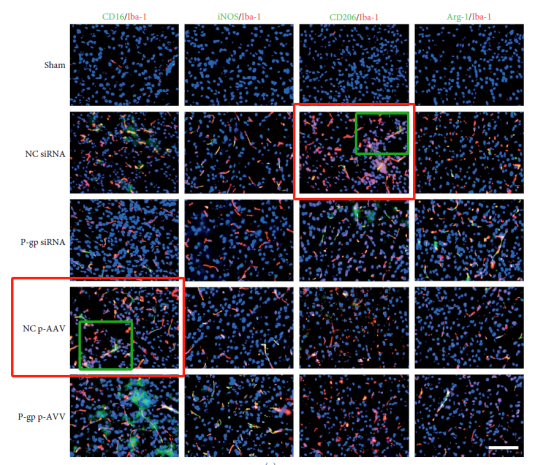 CD16/Iba-1 iNOS/Iba-1 CD206/Iba-1 Arg-1/Iba-1
Sham
NC siRNA
P-gp siRNA
NC p-AAV
P-gp p-AVV